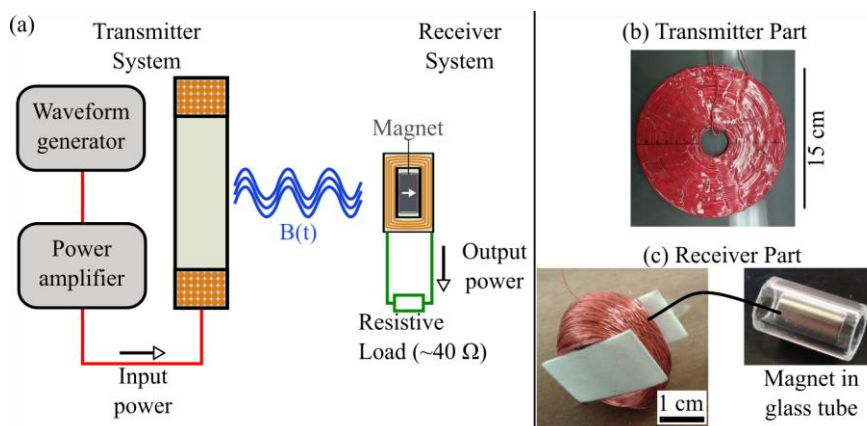 (a)
Transmitter
System
Receiver
System
Waveform
generator
Power
amplifier
Input
power
B(t)
Magnet
Output
power
Resistive
Load (~40 Ω)
(b) Transmitter Part
15 cm
(c) Receiver Part
1 cm
Magnet in
glass tube